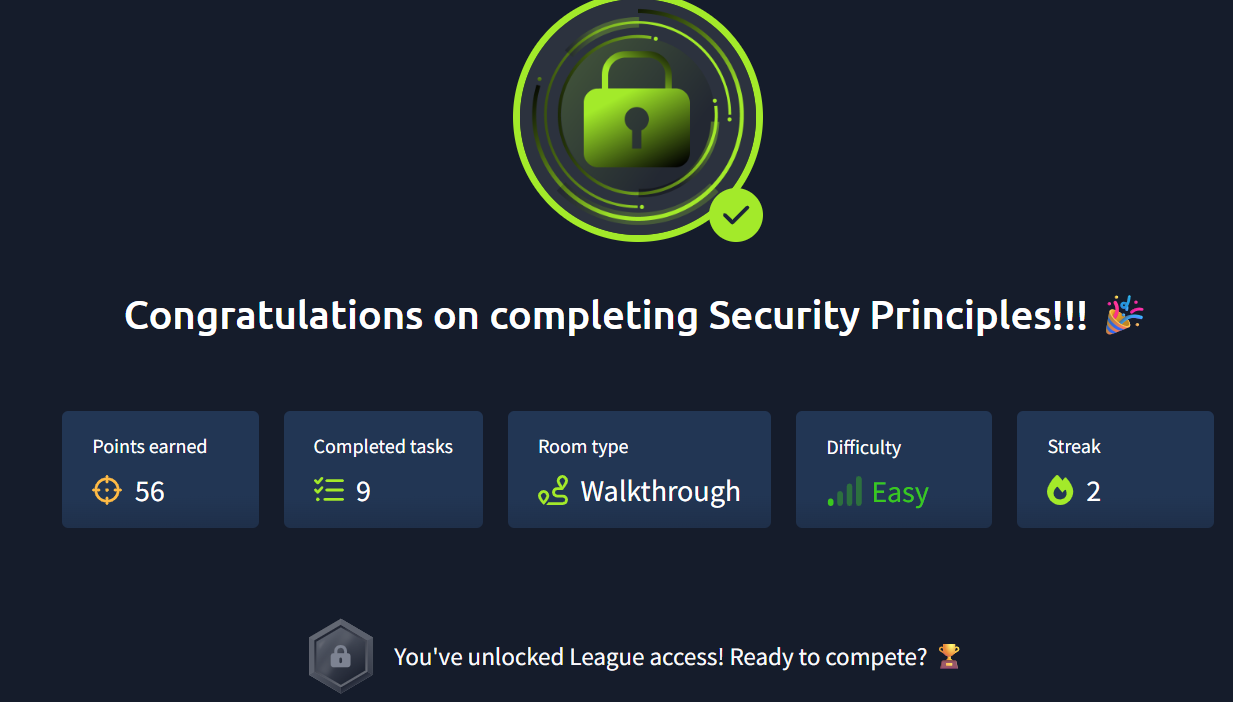 Congratulations on completing Security Principles!!! 🎉
Points earned
56
Completed tasks
9
Room type
Walkthrough
Difficulty
Easy
Streak
2
You've unlocked League access! Ready to compete? 🏆